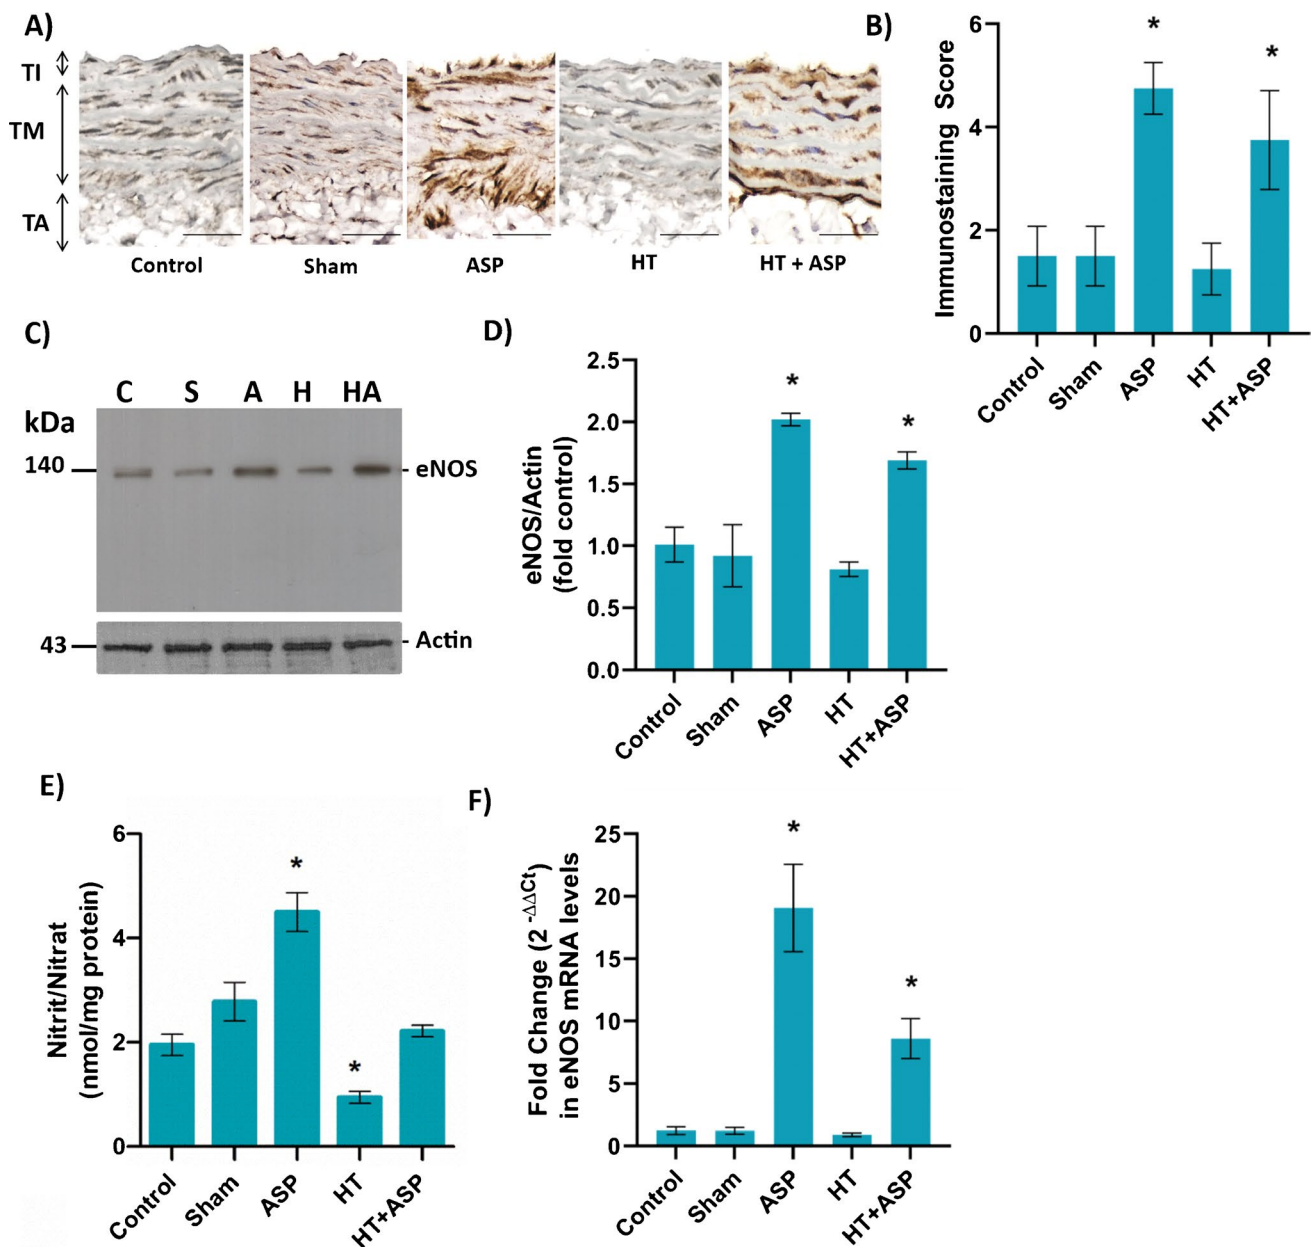 A)
TI
TM
TA
Control Sham ASP HT HT + ASP
B)
Immunostaining Score
6
4
2
0
*
*
Control Sham ASP HT HT+ASP
C)
C S A H HA
kDa
140
- eNOS
43
- Actin
D)
eNOS/Actin
(fold control)
2.5
2.0
1.5
1.0
0.5
0.0
*
*
Control Sham ASP HT HT+ASP
E)
Nitrit/Nitrat
(nmol/mg protein)
6
4
2
0
*
*
Control Sham ASP HT HT+ASP
F)
Fold Change (2 -ΔΔCt)
in eNOS mRNA levels
25
20
15
10
5
0
*
*
Control Sham ASP HT HT+ASP